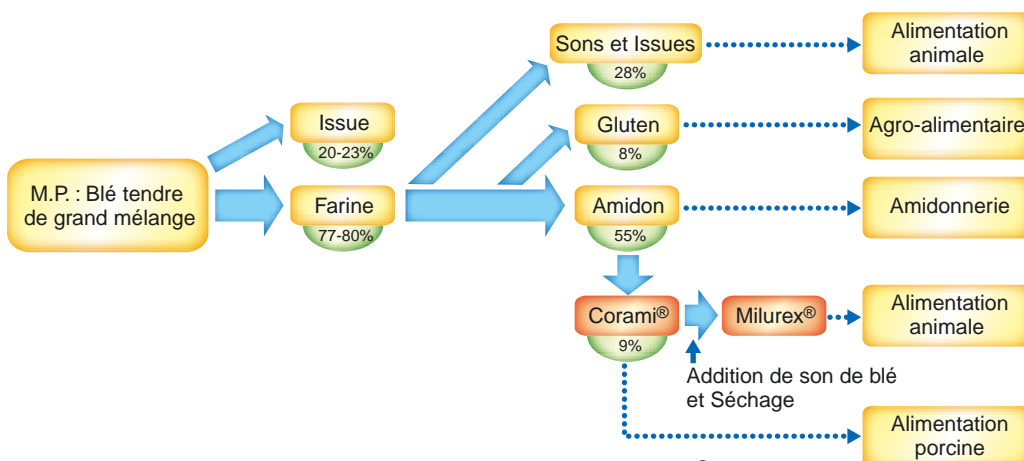 Sons et Issues
28%
Alimentation
animale
Issue
20-23%
Gluten
8%
Agro-alimentaire
M.P. : Blé tendre
de grand mélange
Farine
77-80%
Amidon
55%
Amidonnerie
Corami®
9%
Milurex®
Alimentation
animale
Addition de son de blé
et Séchage
Alimentation
porcine